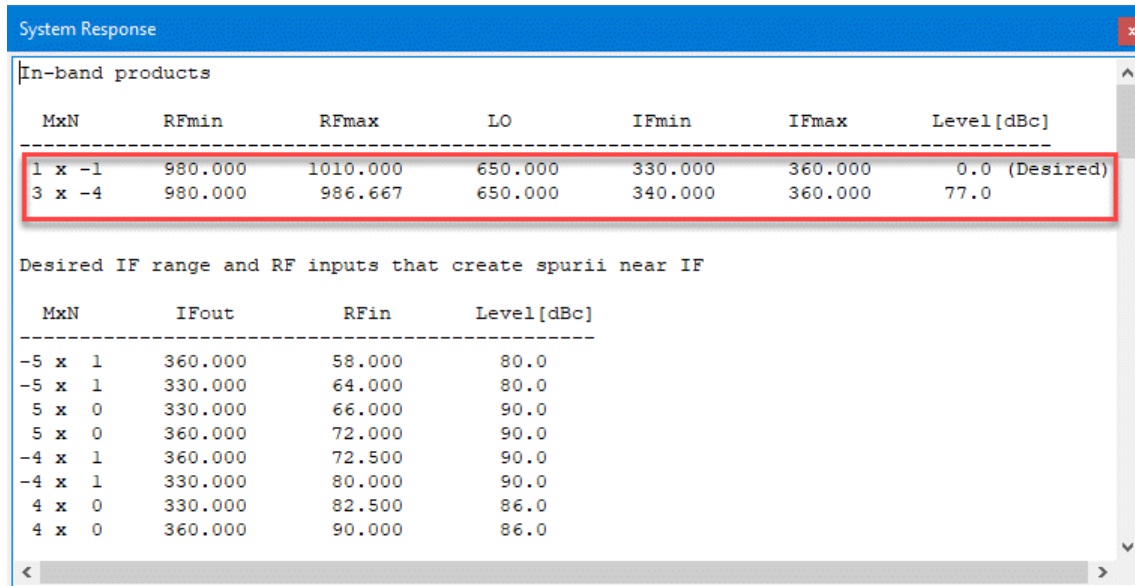 System Response
x
In-band products
MxN RFmin RFmax LO IFmin IFmax Level[dBc]
--------------------------------------------------------------------------------------
1 x -1 980.000 1010.000 650.000 330.000 360.000 0.0 (Desired)
3 x -4 980.000 986.667 650.000 340.000 360.000 77.0
Desired IF range and RF inputs that create spurii near IF
MxN IFout RFin Level[dBc]
------------------------------------------------
-5 x 1 360.000 58.000 80.0
-5 x 1 330.000 64.000 80.0
5 x 0 330.000 66.000 90.0
5 x 0 360.000 72.000 90.0
-4 x 1 360.000 72.500 90.0
-4 x 1 330.000 80.000 90.0
4 x 0 330.000 82.500 86.0
4 x 0 360.000 90.000 86.0